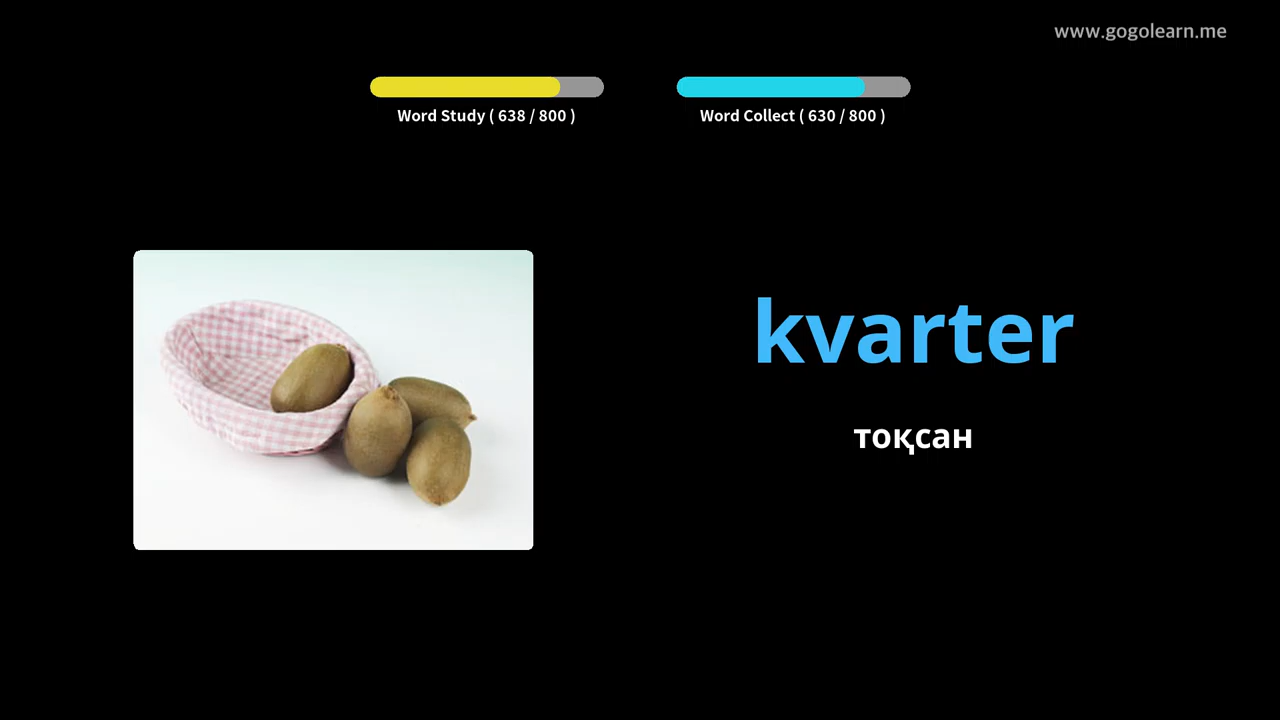 www.gogolearn.me
Word Study ( 638 / 800 )
Word Collect ( 630 / 800 )
kvarter
тоқсан